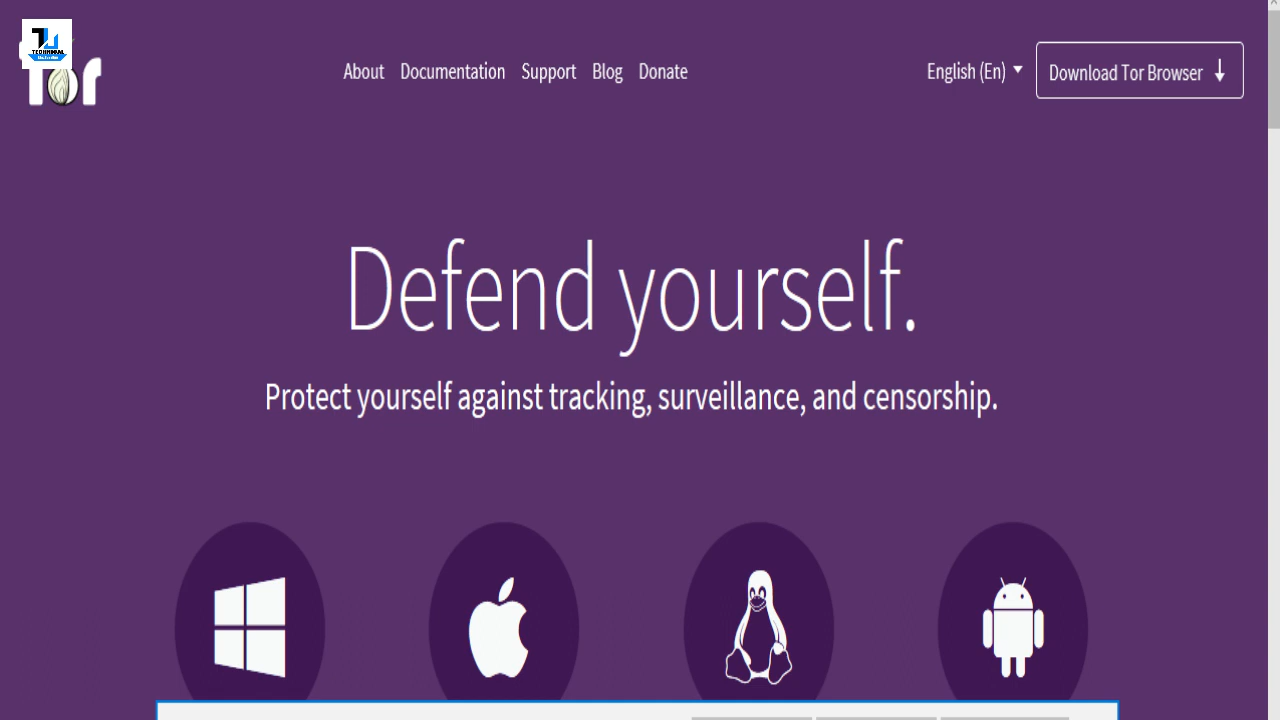 Tor
About Documentation Support Blog Donate
English (En)
Download Tor Browser ↓
Defend yourself.
Protect yourself against tracking, surveillance, and censorship.